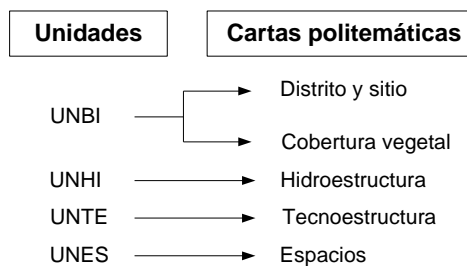 Unidades
Cartas politemáticas
UNBI
Distrito y sitio
Cobertura vegetal
UNHI
Hidroestructura
UNTE
Tecnoestructura
UNES
Espacios